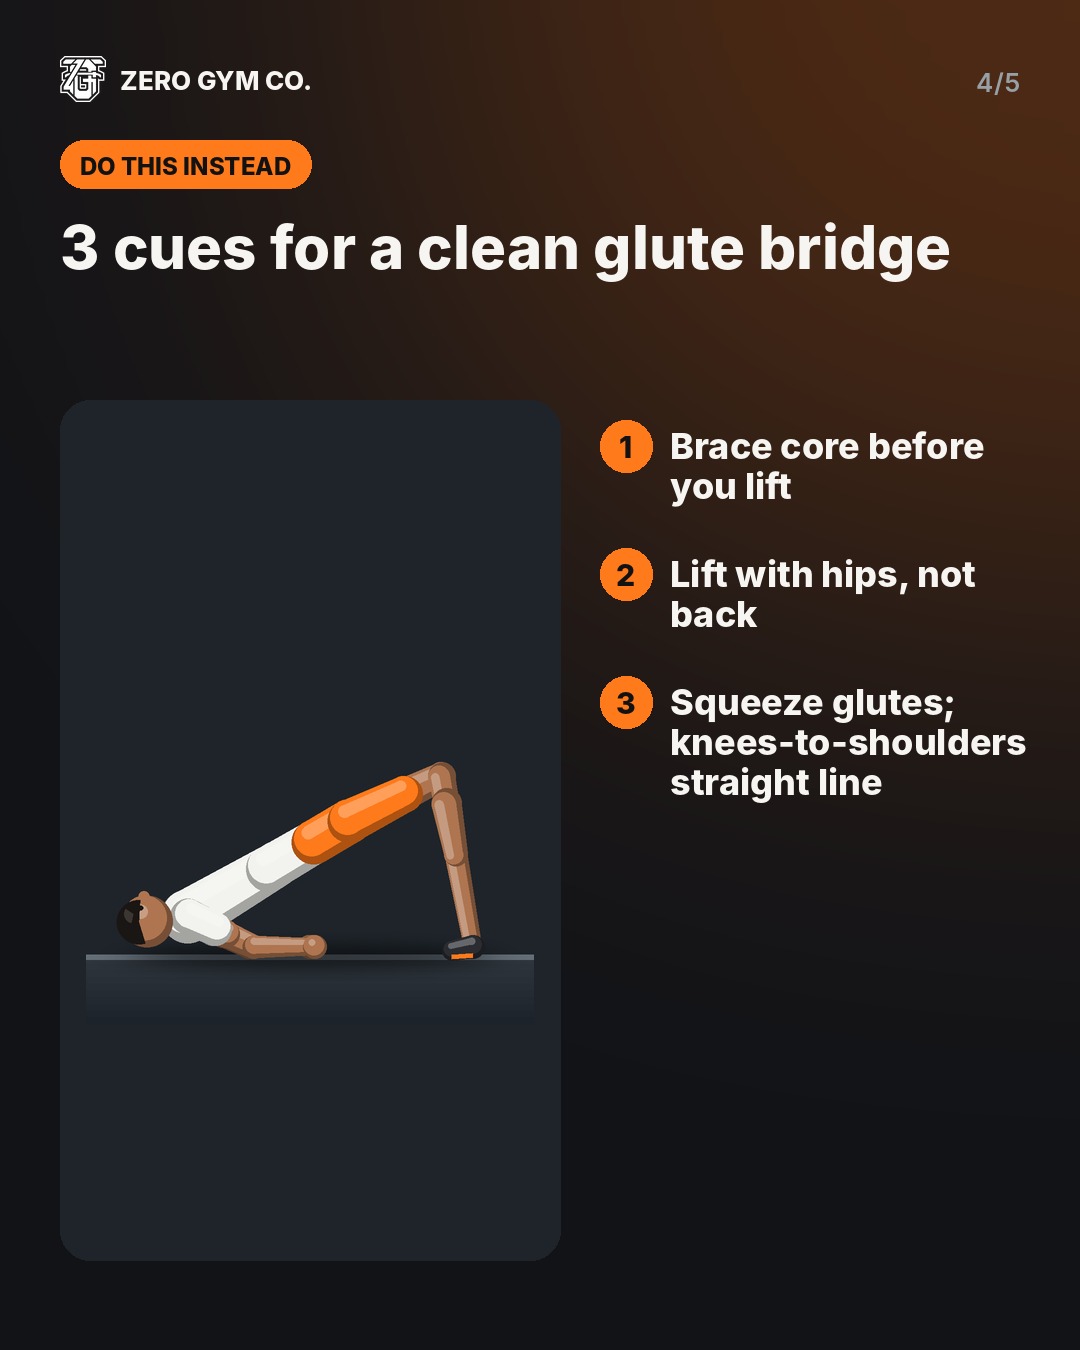 ZERO GYM CO.
4/5
DO THIS INSTEAD
3 cues for a clean glute bridge
1 Brace core before
you lift
2 Lift with hips, not
back
3 Squeeze glutes;
knees-to-shoulders
straight line